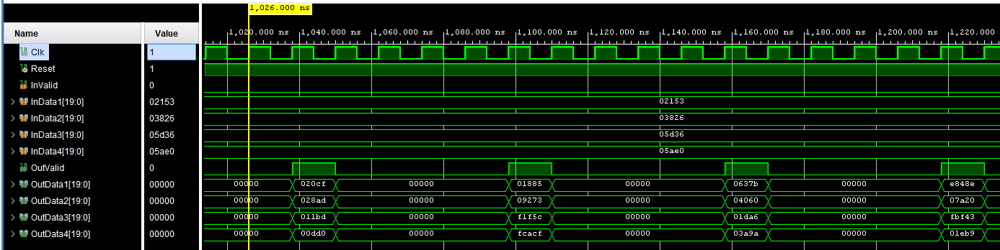 1,026.000 ns
Name Value
1,020.000 ns 1,040.000 ns 1,060.000 ns 1,080.000 ns 1,100.000 ns 1,120.000 ns 1,140.000 ns 1,160.000 ns 1,180.000 ns 1,200.000 ns 1,220.000
Clk 1
Reset 1
InValid 0
InData1[19:0] 02153 02153
InData2[19:0] 03826 03826
InData3[19:0] 05d36 05d36
InData4[19:0] 05ae0 05ae0
OutValid 0
OutData1[19:0] 00000 00000 020cf 00000 01885 00000 0637b 00000 e848e
OutData2[19:0] 00000 00000 028ad 00000 09273 00000 04060 00000 07a20
OutData3[19:0] 00000 00000 011bd 00000 f1f5c 00000 01da6 00000 fbf43
OutData4[19:0] 00000 00000 00dd0 00000 fcacf 00000 03a9a 00000 01eb9